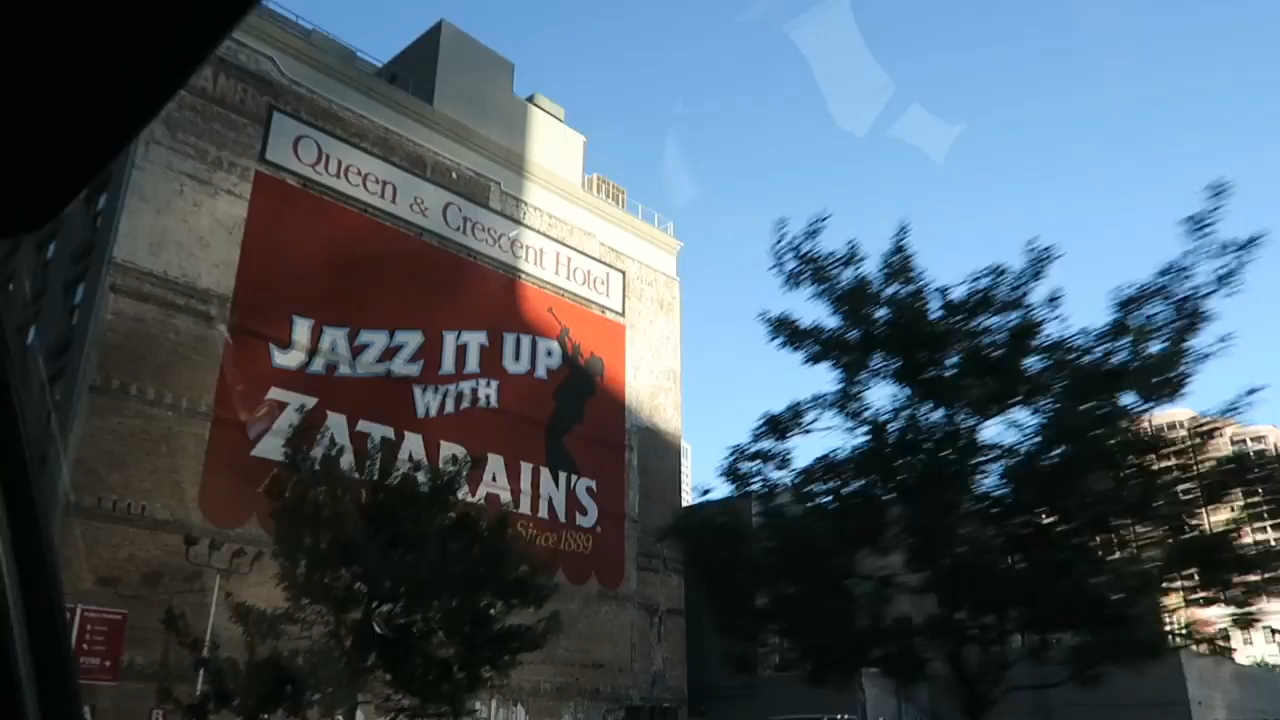 Queen & Crescent Hotel
JAZZ IT UP
WITH
ZATARAIN'S
Since 1889